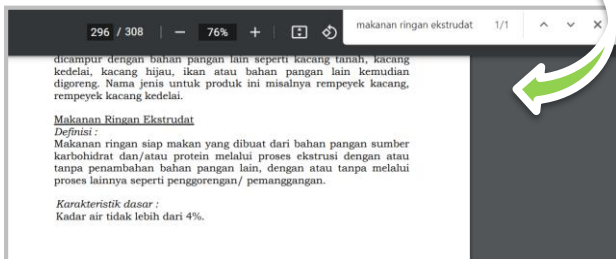 296 / 308 | — 76% +
makanan ringan ekstrudat 1/1
dicampur dengan bahan pangan lain seperti kacang tanah, kacang
kedelai, kacang hijau, ikan atau bahan pangan lain kemudian
digoreng. Nama jenis untuk produk ini misalnya rempeyek kacang,
rempeyek kacang kedelai.
Makanan Ringan Ekstrudat
Definisi :
Makanan ringan siap makan yang dibuat dari bahan pangan sumber
karbohidrat dan/atau protein melalui proses ekstrusi dengan atau
tanpa penambahan bahan pangan lain, dengan atau tanpa melalui
proses lainnya seperti penggorengan/ pemanggangan.
Karakteristik dasar :
Kadar air tidak lebih dari 4%.